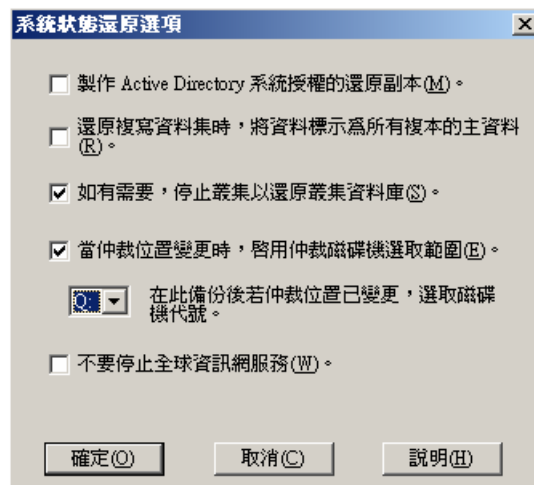 系統狀態還原選項
製作 Active Directory 系統授權的還原副本(M)。
還原複寫資料集時，將資料標示為所有複本的主資料
(R)。
如有需要，停止叢集以還原叢集資料庫(S)。
當仲裁位置變更時，啓用仲裁磁碟機選取範圍(E)。
Q:
在此備份後若仲裁位置已變更，選取磁碟
機代號。
不要停止全球資訊網服務(W)。
確定(O)
取消(C)
說明(H)